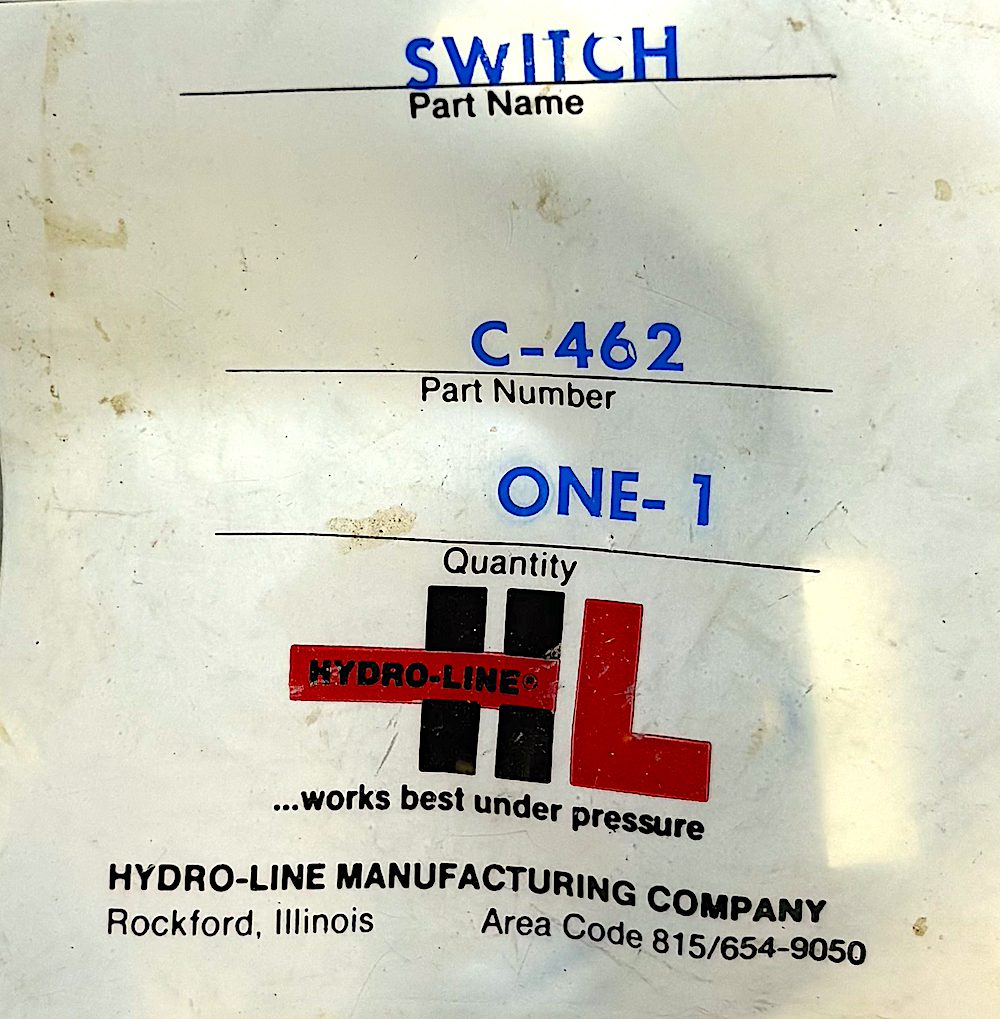 SWITCH
Part Name
C-462
Part Number
ONE-1
Quantity
HYDRO-LINE®
HL
...works best under pressure
HYDRO-LINE MANUFACTURING COMPANY
Rockford, Illinois Area Code 815/654-9050